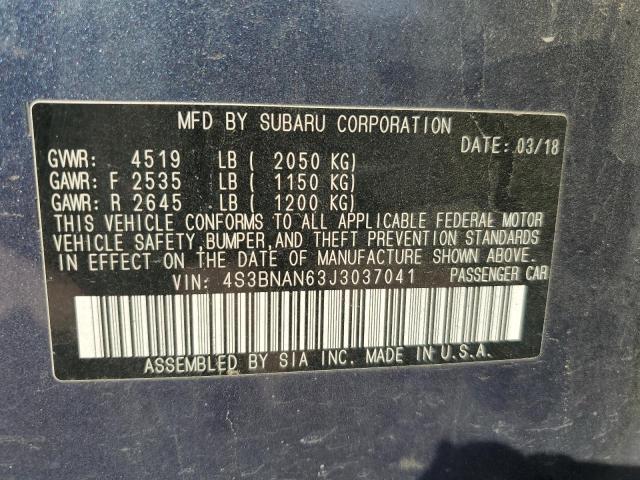 MFD BY SUBARU CORPORATION
DATE: 03/18
GVWR: 4519 LB ( 2050 KG)
GAWR: F 2535 LB ( 1150 KG)
GAWR: R 2645 LB ( 1200 KG)
THIS VEHICLE CONFORMS TO ALL APPLICABLE FEDERAL MOTOR
VEHICLE SAFETY, BUMPER, AND THEFT PREVENTION STANDARDS
IN EFFECT ON THE DATE OF MANUFACTURE SHOWN ABOVE.
VIN: 4S3BNAN63J3037041 PASSENGER CAR
ASSEMBLED BY SIA INC. MADE IN U.S.A.